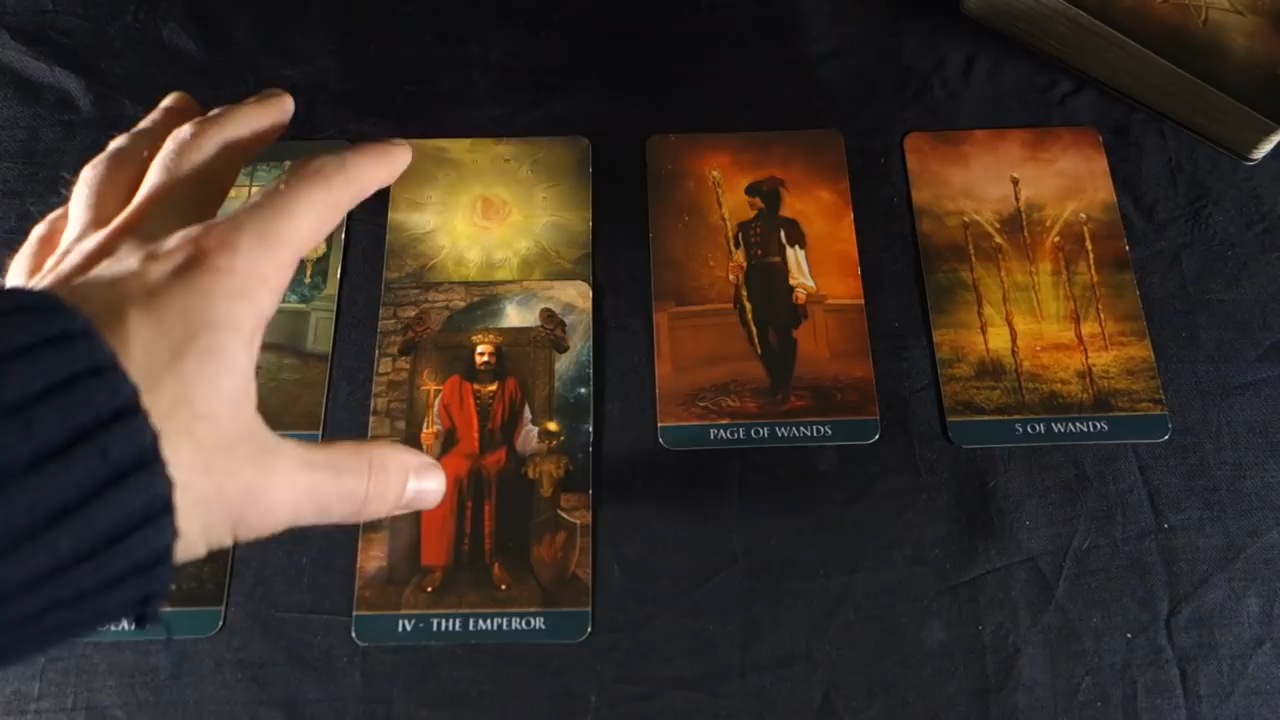 IV - THE EMPEROR
PAGE OF WANDS
5 OF WANDS